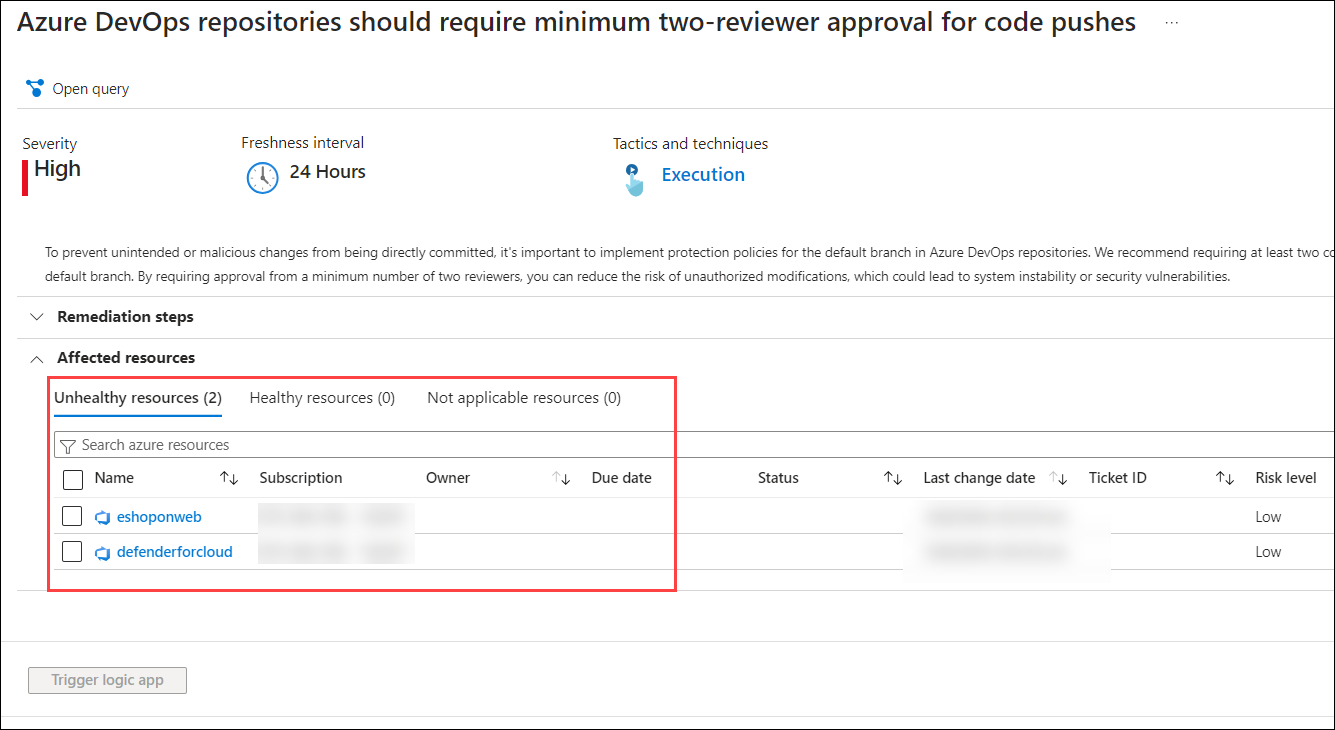 Azure DevOps repositories should require minimum two-reviewer approval for code pushes ...
Open query
Severity
High
Freshness interval
24 Hours
Tactics and techniques
Execution
To prevent unintended or malicious changes from being directly committed, it's important to implement protection policies for the default branch in Azure DevOps repositories. We recommend requiring at least two
default branch. By requiring approval from a minimum number of two reviewers, you can reduce the risk of unauthorized modifications, which could lead to system instability or security vulnerabilities.
Remediation steps
Affected resources
Unhealthy resources (2) Healthy resources (0) Not applicable resources (0)
Search azure resources
Name Subscription Owner Due date Status Last change date Ticket ID Risk level
eshoponweb Low
defenderforcloud Low
Trigger logic app